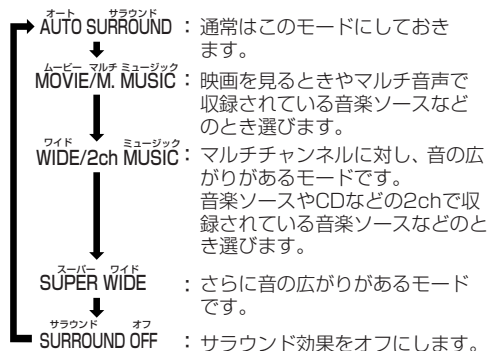 オート サラウンド
AUTO SURROUND : 通常はこのモードにしておき
ます。
ムービー マルチ ミュージック
MOVIE/M. MUSIC : 映画を見るときやマルチ音声で
収録されている音楽ソースなど
のとき選びます。
ワイド ミュージック
WIDE/2ch MUSIC : マルチチャンネルに対し、音の広
がりがあるモードです。
音楽ソースやCDなどの2chで収
録されている音楽ソースなどのと
き選びます。
スーパー ワイド
SUPER WIDE : さらに音の広がりがあるモード
です。
サラウンド オフ
SURROUND OFF : サラウンド効果をオフにします。